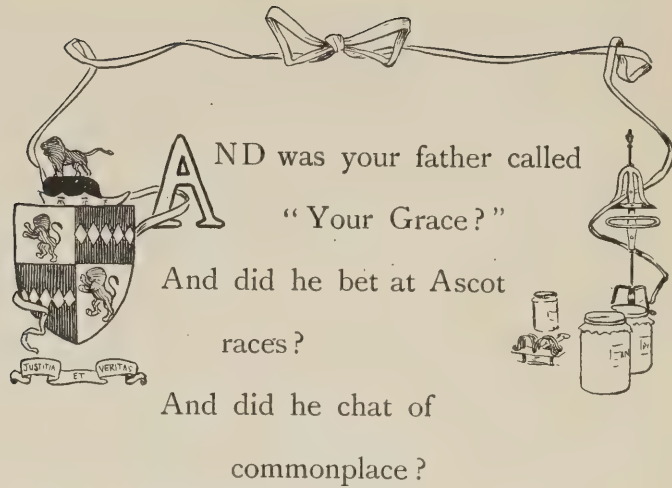 AND was your father called
"Your Grace?"
And did he bet at Ascot
races?
And did he chat of
commonplace?
JUSTITIA ET VERITAS